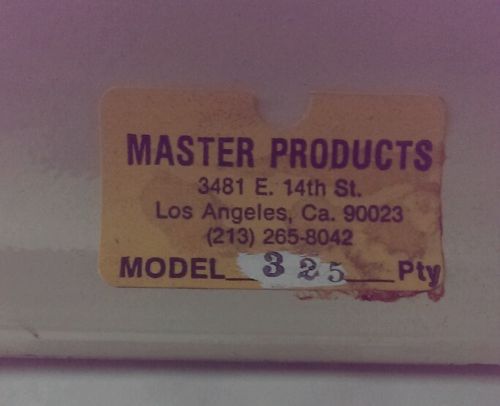 MASTER PRODUCTS
3481 E. 14th St.
Los Angeles, Ca. 90023
(213) 265-8042
MODEL 325 Pty